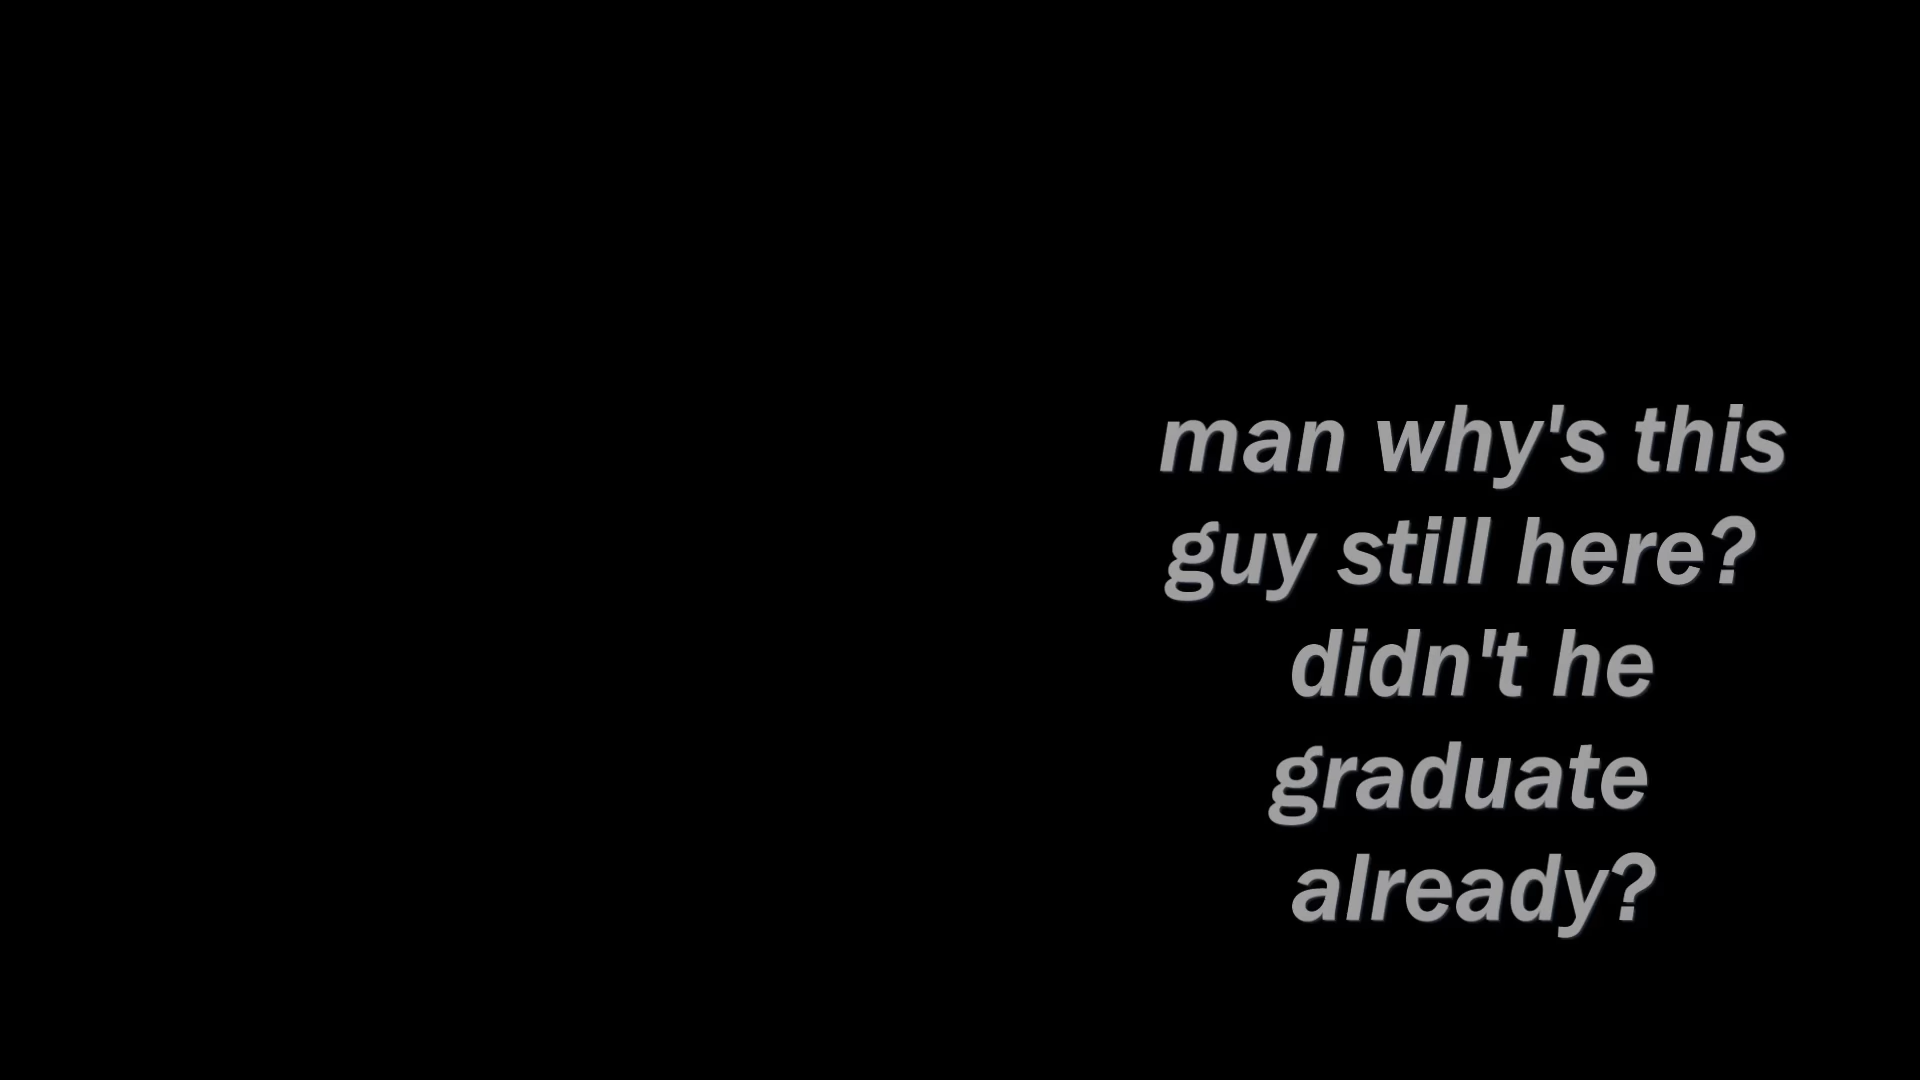 man why's this
guy still here?
didn't he
graduate
already?